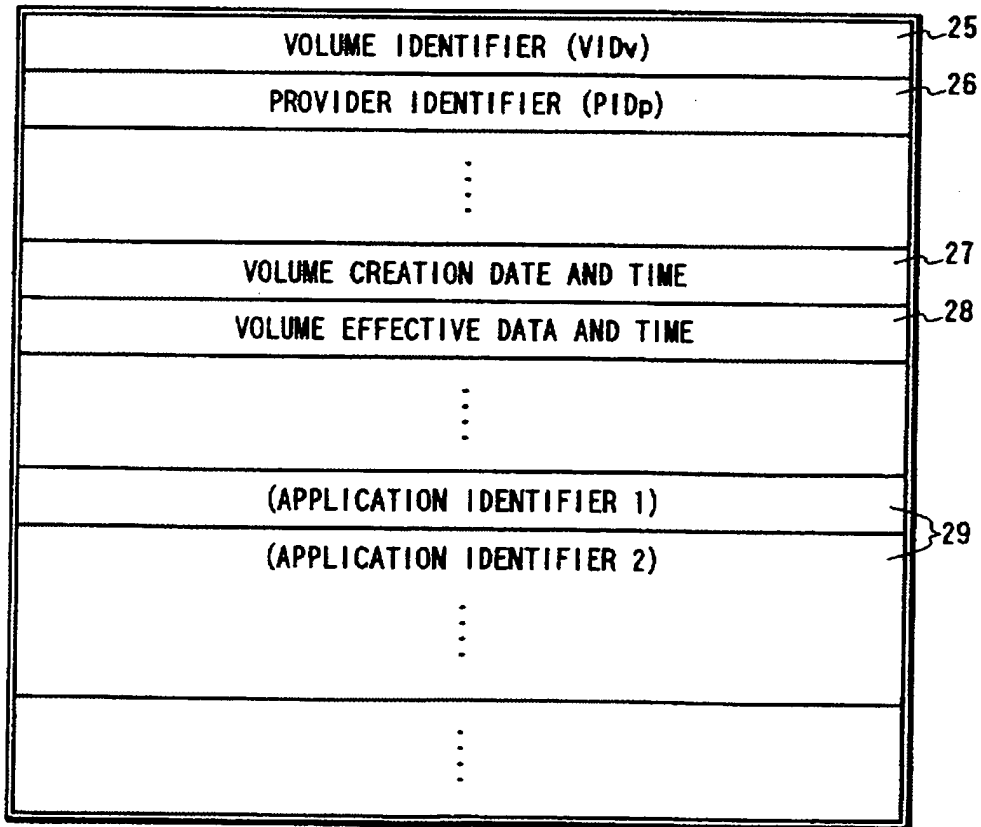 VOLUME IDENTIFIER (VIDv) 25
PROVIDER IDENTIFIER (PIDp) 26
VOLUME CREATION DATE AND TIME 27
VOLUME EFFECTIVE DATA AND TIME 28
(APPLICATION IDENTIFIER 1)
29
(APPLICATION IDENTIFIER 2)